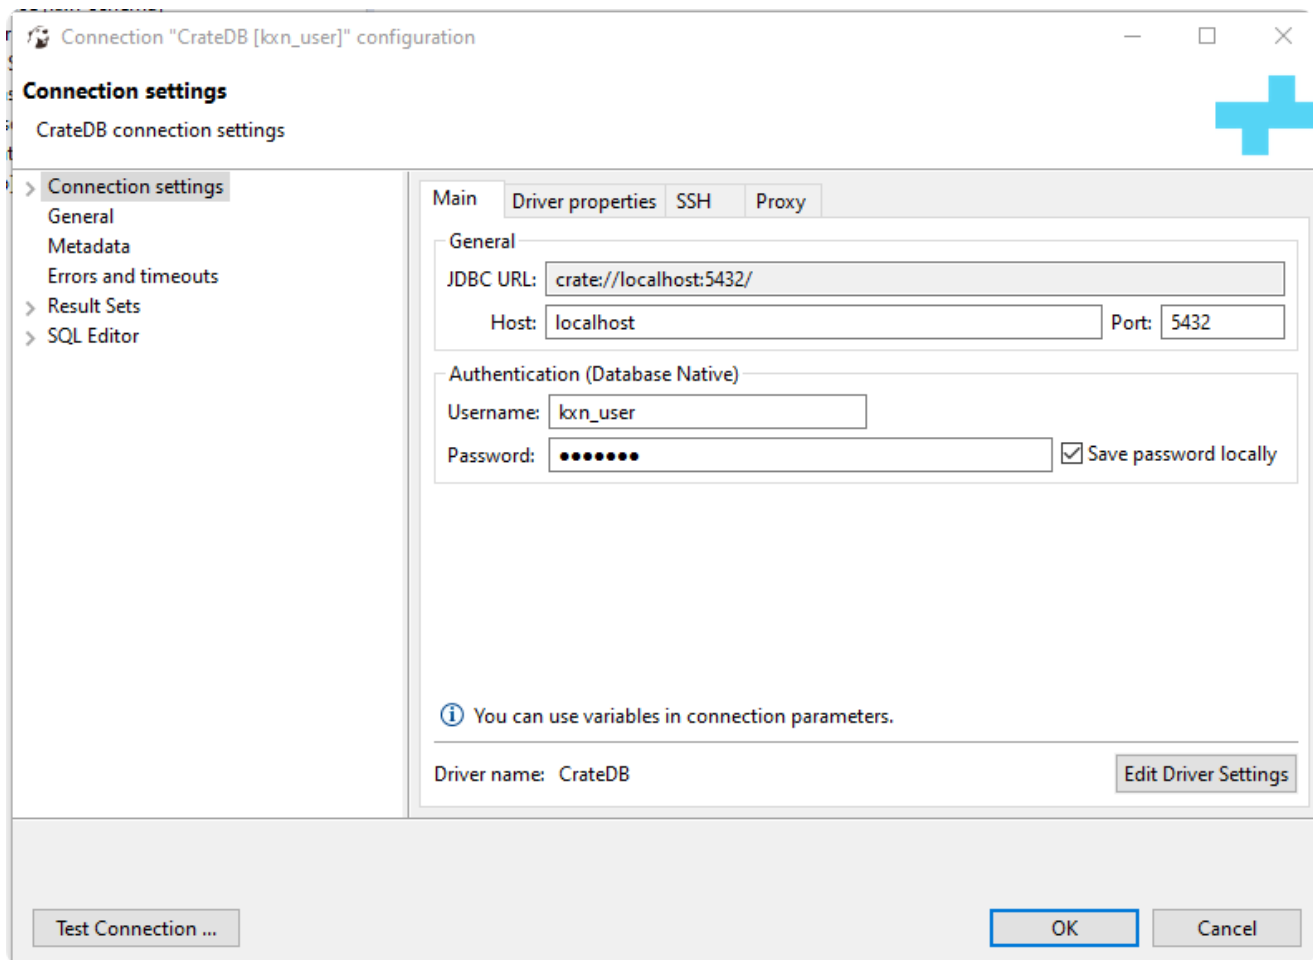 Connection "CrateDB [kxn_user]" configuration
Connection settings
CrateDB connection settings
Connection settings
General
Metadata
Errors and timeouts
Result Sets
SQL Editor
Main Driver properties SSH Proxy
General
JDBC URL: crate://localhost:5432/
Host: localhost Port: 5432
Authentication (Database Native)
Username: kxn_user
Password: ●●●●●●● Save password locally
You can use variables in connection parameters.
Driver name: CrateDB Edit Driver Settings
Test Connection ... OK Cancel